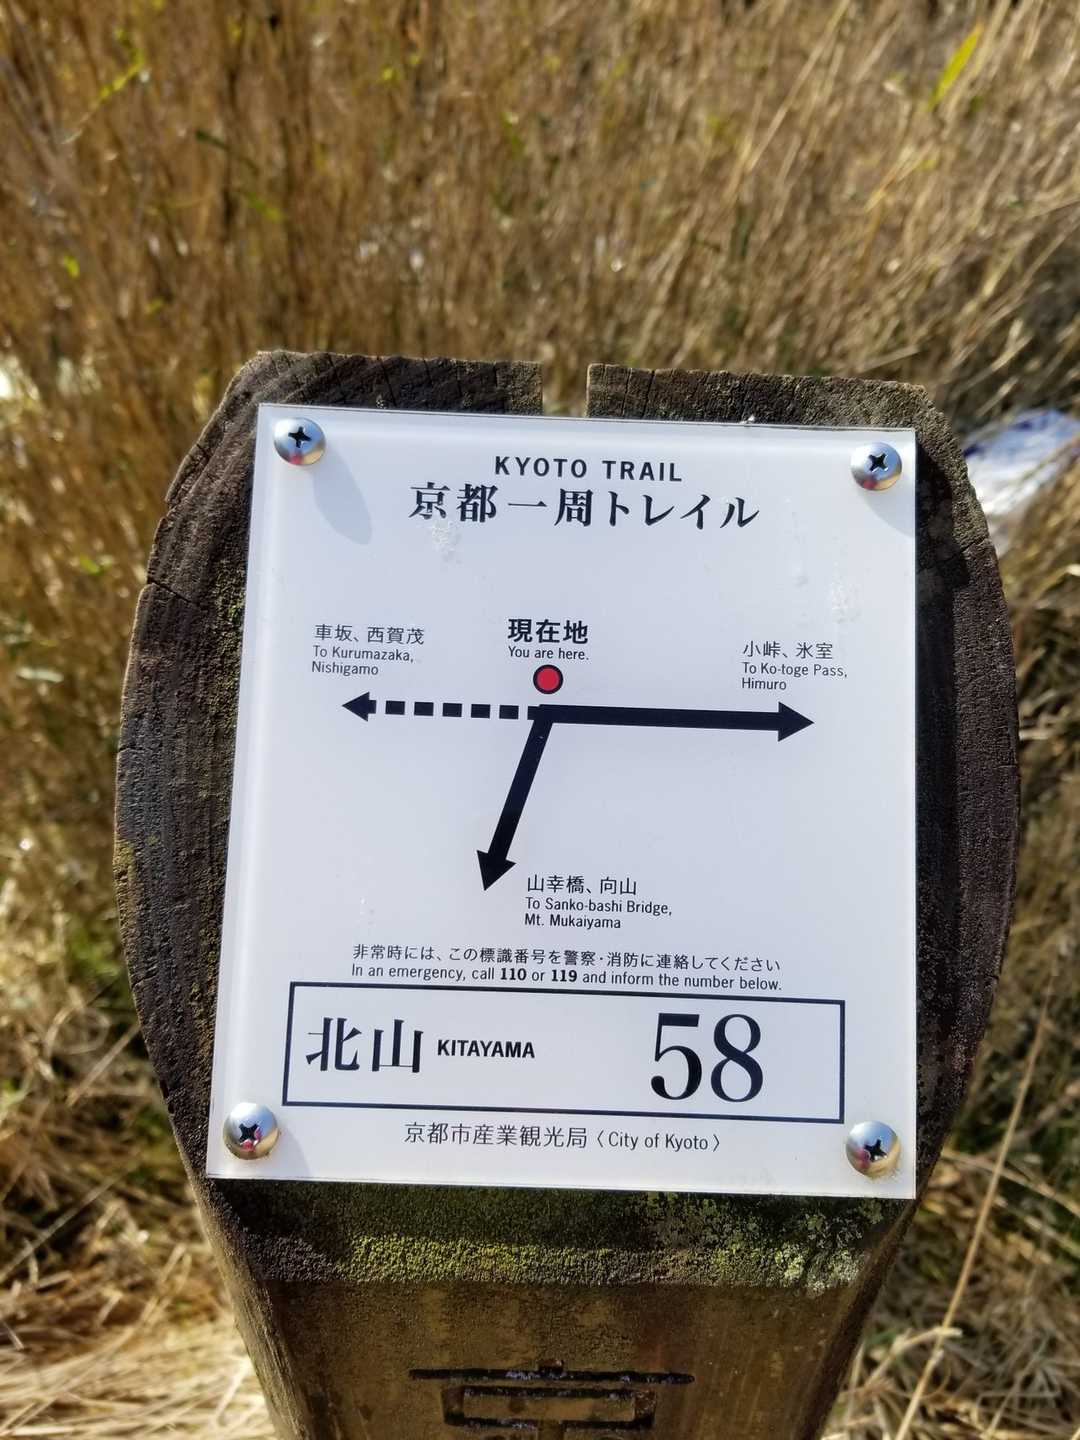 KYOTO TRAIL
京都一周トレイル
車坂、西賀茂
To Kurumazaka,
Nishigamo
現在地
You are here.
小峠、氷室
To Ko-toge Pass,
Himuro
山幸橋、向山
To Sanko-bashi Bridge,
Mt. Mukaiyama
非常時には、この標識番号を警察・消防に連絡してください
In an emergency, call 110 or 119 and inform the number below.
北山 KITAYAMA 58
京都市産業観光局〈City of Kyoto〉